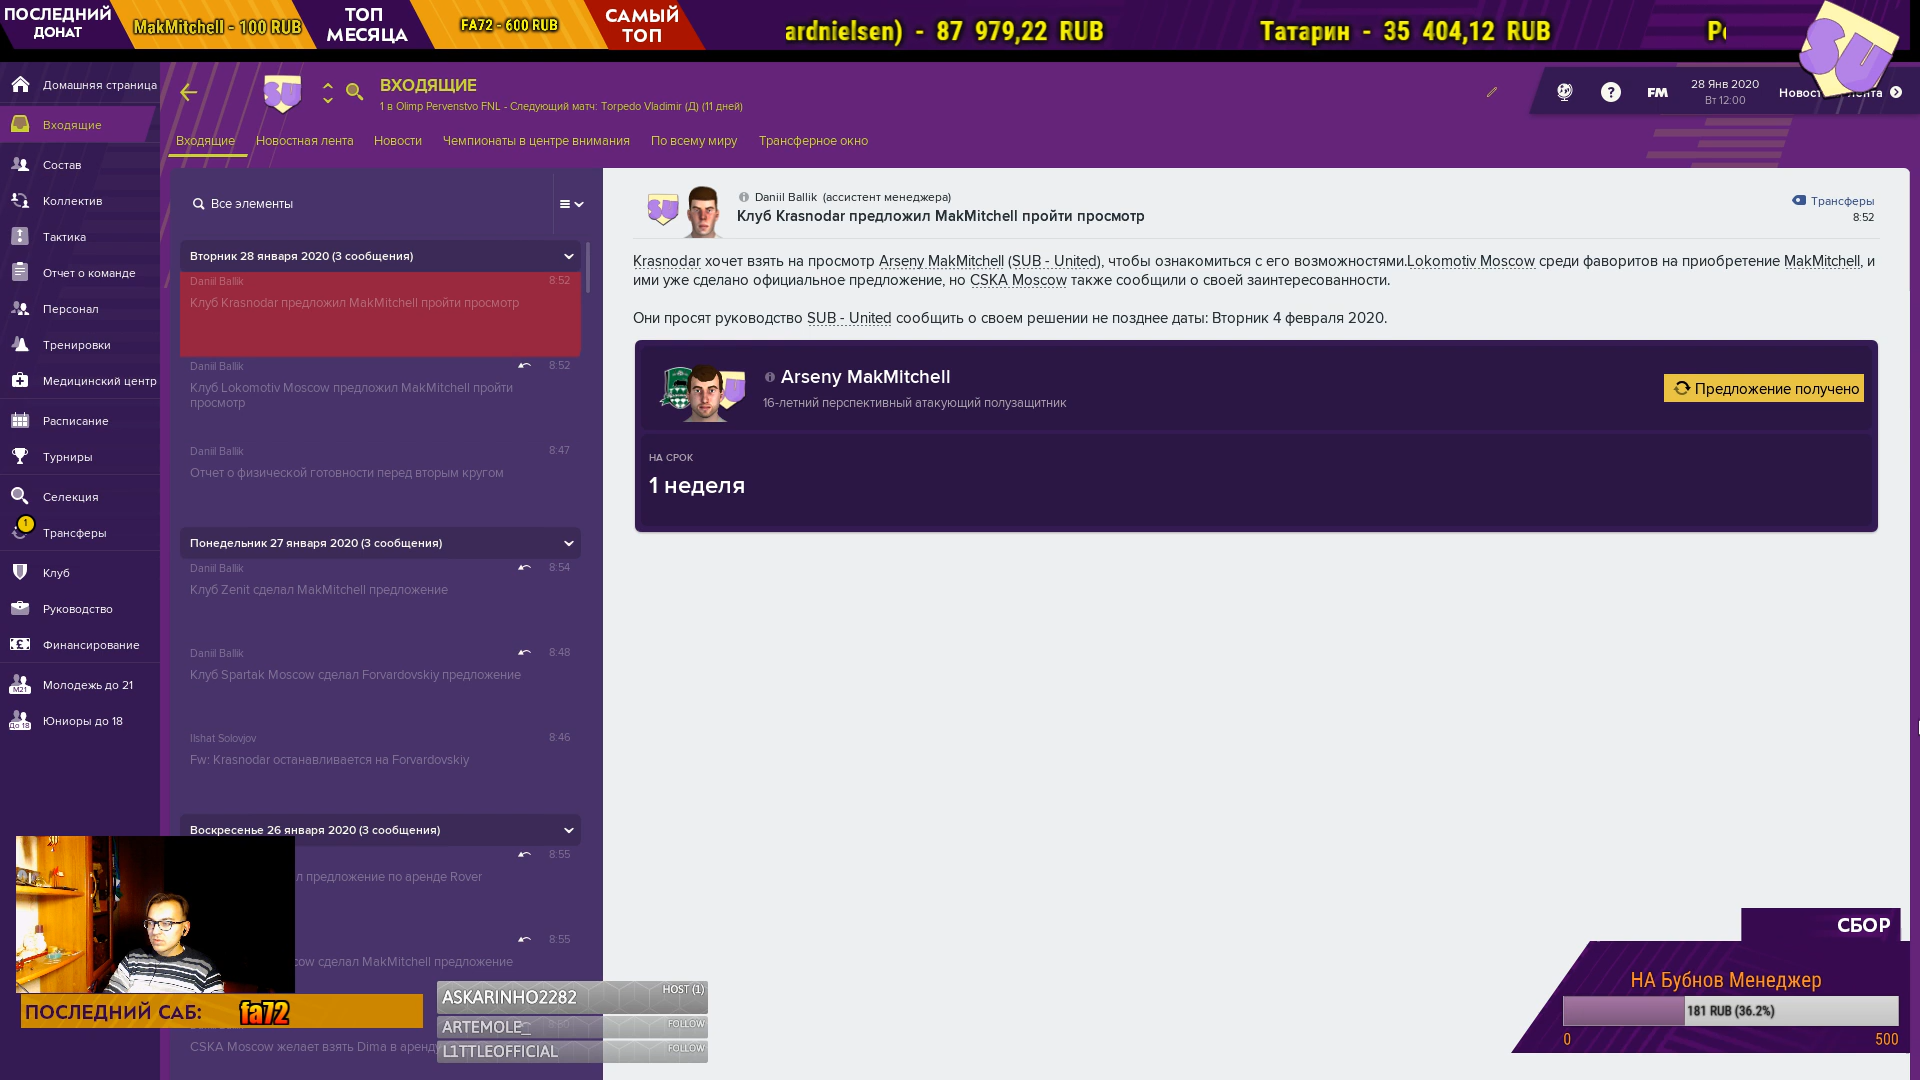 ПОСЛЕДНИЙ ДОНАТ
MakMitchell - 100 RUB
ТОП МЕСЯЦА
FA72 - 600 RUB
САМЫЙ ТОП
ardnielsen) - 87 979,22 RUB
Татарин - 35 404,12 RUB
SU
Домашняя страница
Входящие
Состав
Коллектив
Тактика
Отчет о команде
Персонал
Тренировки
Медицинский центр
Расписание
Турниры
Селекция
1
Трансферы
Клуб
Руководство
Финансирование
M21
Молодежь до 21
До 18
Юниоры до 18
ВХОДЯЩИЕ
1 в Olimp Pervenstvo FNL - Следующий матч: Torpedo Vladimir (Д) (11 дней)
FM
28 Янв 2020
Вт 12:00
Входящие
Новостная лента
Новости
Чемпионаты в центре внимания
По всему миру
Трансферное окно
Все элементы
Вторник 28 января 2020 (3 сообщения)
Daniil Ballik 8:52
Клуб Krasnodar предложил MakMitchell пройти просмотр
Daniil Ballik 8:52
Клуб Lokomotiv Moscow предложил MakMitchell пройти
просмотр
Daniil Ballik 8:47
Отчет о физической готовности перед вторым кругом
Понедельник 27 января 2020 (3 сообщения)
Daniil Ballik 8:54
Клуб Zenit сделал MakMitchell предложение
Daniil Ballik 8:48
Клуб Spartak Moscow сделал Forvardovskiy предложение
Ilshat Solovjov 8:46
Fw: Krasnodar останавливается на Forvardovskiy
Воскресенье 26 января 2020 (3 сообщения)
8:55
л предложение по аренде Rover
8:55
cow сделал MakMitchell предложение
CSKA Moscow желает взять Dima в аренду
Daniil Ballik (ассистент менеджера)
Клуб Krasnodar предложил MakMitchell пройти просмотр
Трансферы
8:52
Krasnodar хочет взять на просмотр Arseny MakMitchell (SUB - United), чтобы ознакомиться с его возможностями.Lokomotiv Moscow среди фаворитов на приобретение MakMitchell, и
ими уже сделано официальное предложение, но CSKA Moscow также сообщили о своей заинтересованности.
Они просят руководство SUB - United сообщить о своем решении не позднее даты: Вторник 4 февраля 2020.
Arseny MakMitchell
16-летний перспективный атакующий полузащитник
Предложение получено
НА СРОК
1 неделя
ПОСЛЕДНИЙ САБ: fa72
ASKARINHO2282 HOST (1)
ARTEMOLE_ FOLLOW
L1TTLEOFFICIAL FOLLOW
СБОР
НА Бубнов Менеджер
181 RUB (36.2%)
0 500